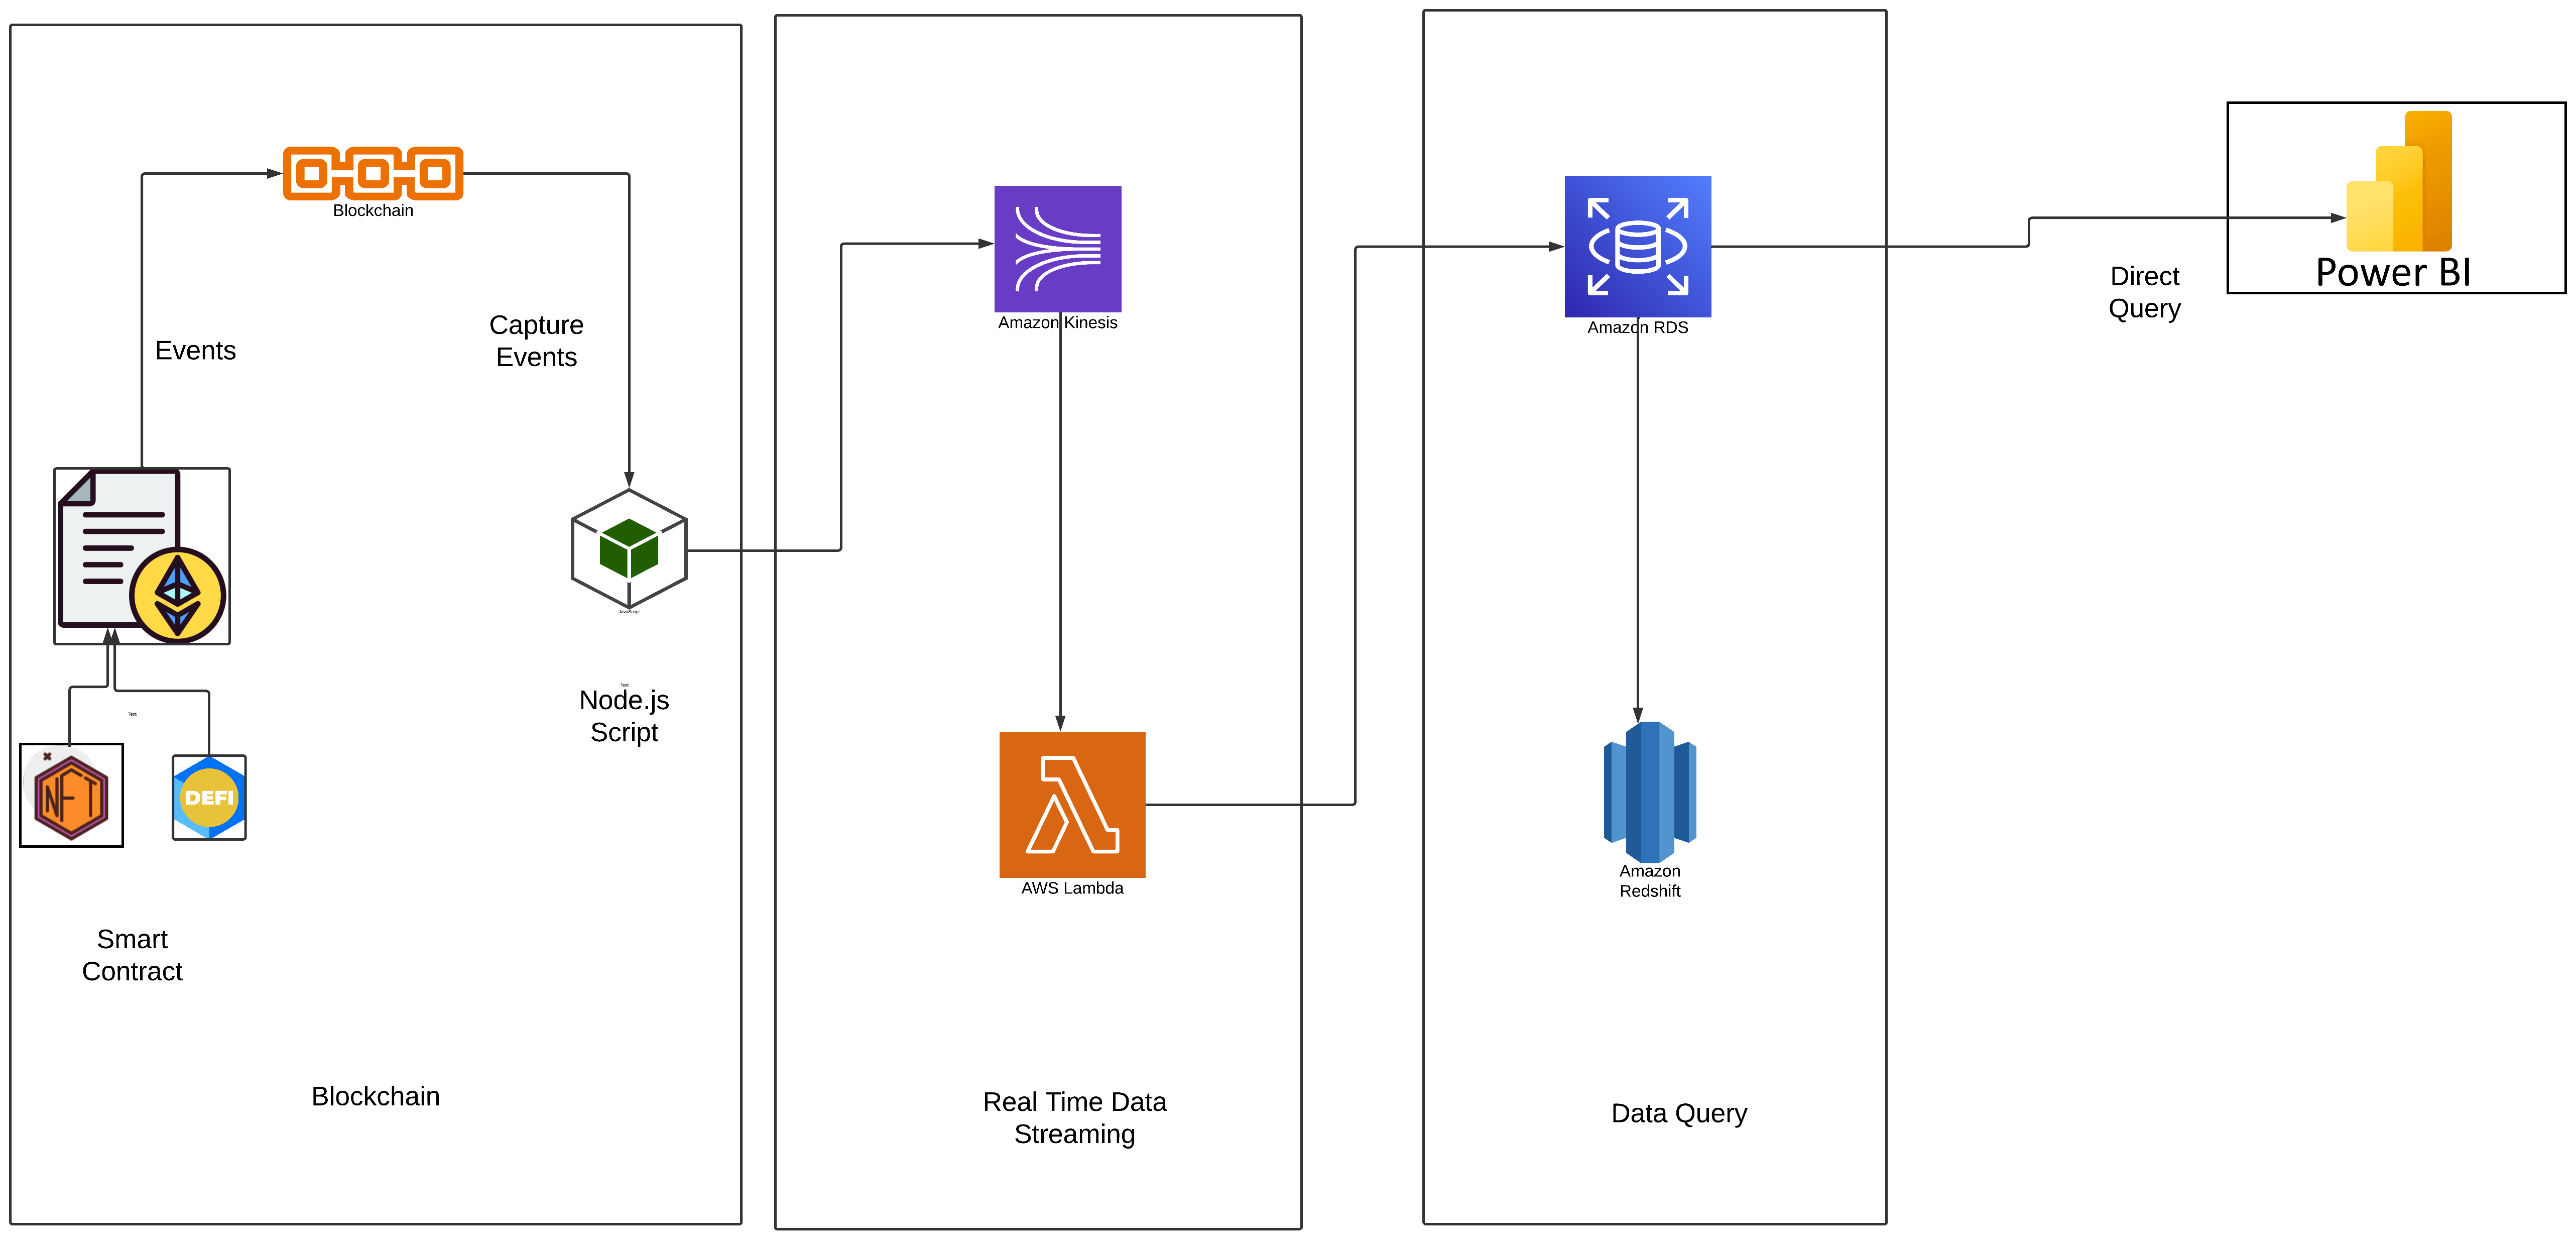 Blockchain
Events
Capture
Events
JavaScript
Text
Node.js
Script
Text
NFT
DEFI
Smart
Contract
Blockchain
Amazon Kinesis
AWS Lambda
Real Time Data
Streaming
Amazon RDS
Amazon
Redshift
Data Query
Direct
Query
Power BI